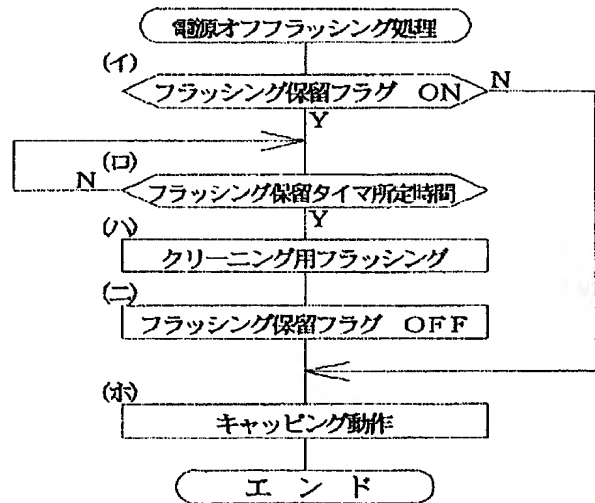 電源オフフラッシング処理
(イ)
フラッシング保留フラグ ON
N
Y
(ロ)
N
フラッシング保留タイマ所定時間
Y
(ハ)
クリーニング用フラッシング
(ニ)
フラッシング保留フラグ OFF
(ホ)
キャッピング動作
エンド